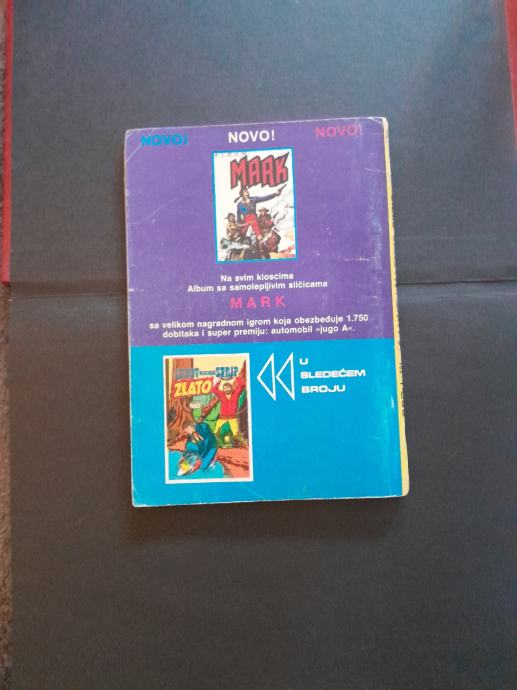 NOVO! NOVO! NOVO!
ALBUM
MARK
Na svim kioscima
Album sa samolepljivim sličicama
MARK
sa velikom nagradnom igrom koja obezbeđuje 1.750
dobitaka i super premiju: automobil »jugo A«.
ZLATO
U
SLEDEĆEM
BROJU